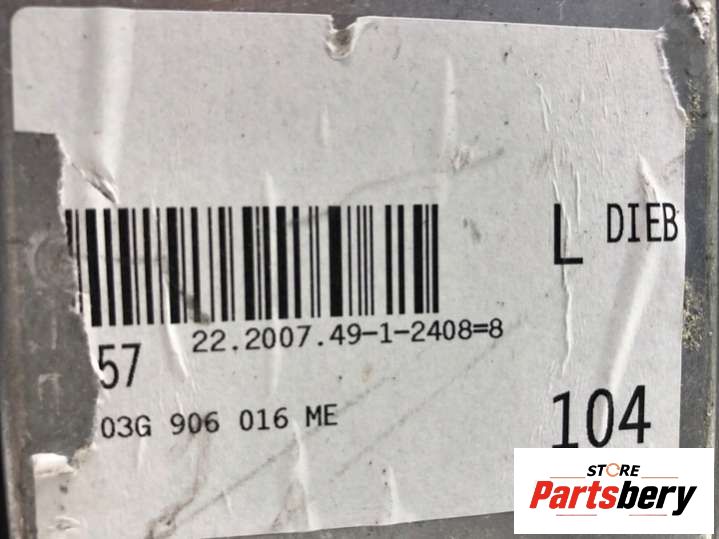 L DIEB
57 22.2007.49-1-2408=8
03G 906 016 ME
104
STORE
Partsbery